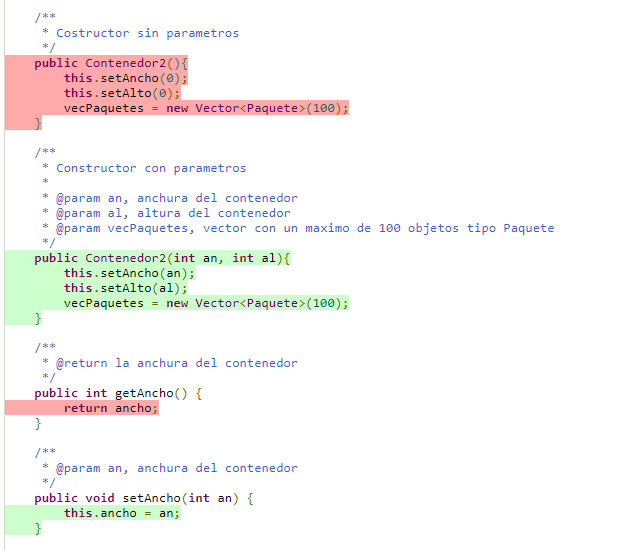 /**
 * Costructor sin parametros
 */
public Contenedor2(){
    this.setAncho(0);
    this.setAlto(0);
    vecPaquetes = new Vector<Paquete>(100);
}
/**
 * Constructor con parametros
 *
 * @param an, anchura del contenedor
 * @param al, altura del contenedor
 * @param vecPaquetes, vector con un maximo de 100 objetos tipo Paquete
 */
public Contenedor2(int an, int al){
    this.setAncho(an);
    this.setAlto(al);
    vecPaquetes = new Vector<Paquete>(100);
}
/**
 * @return la anchura del contenedor
 */
public int getAncho() {
    return ancho;
}
/**
 * @param an, anchura del contenedor
 */
public void setAncho(int an) {
    this.ancho = an;
}